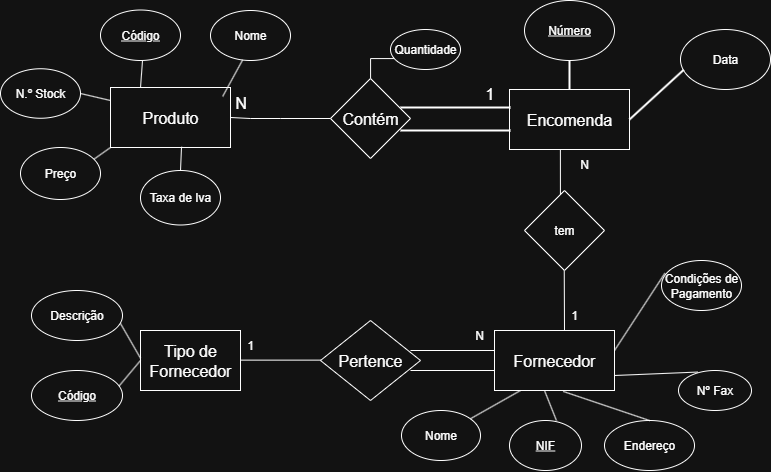 Código
Nome
Quantidade
Número
Data
N.º Stock
Produto
N
Contém
1
Encomenda
Preço
Taxa de Iva
N
tem
Condições de
Pagamento
1
Descrição
Tipo de
Fornecedor
1
Pertence
N
Fornecedor
Código
Nº Fax
Nome
NIF
Endereço